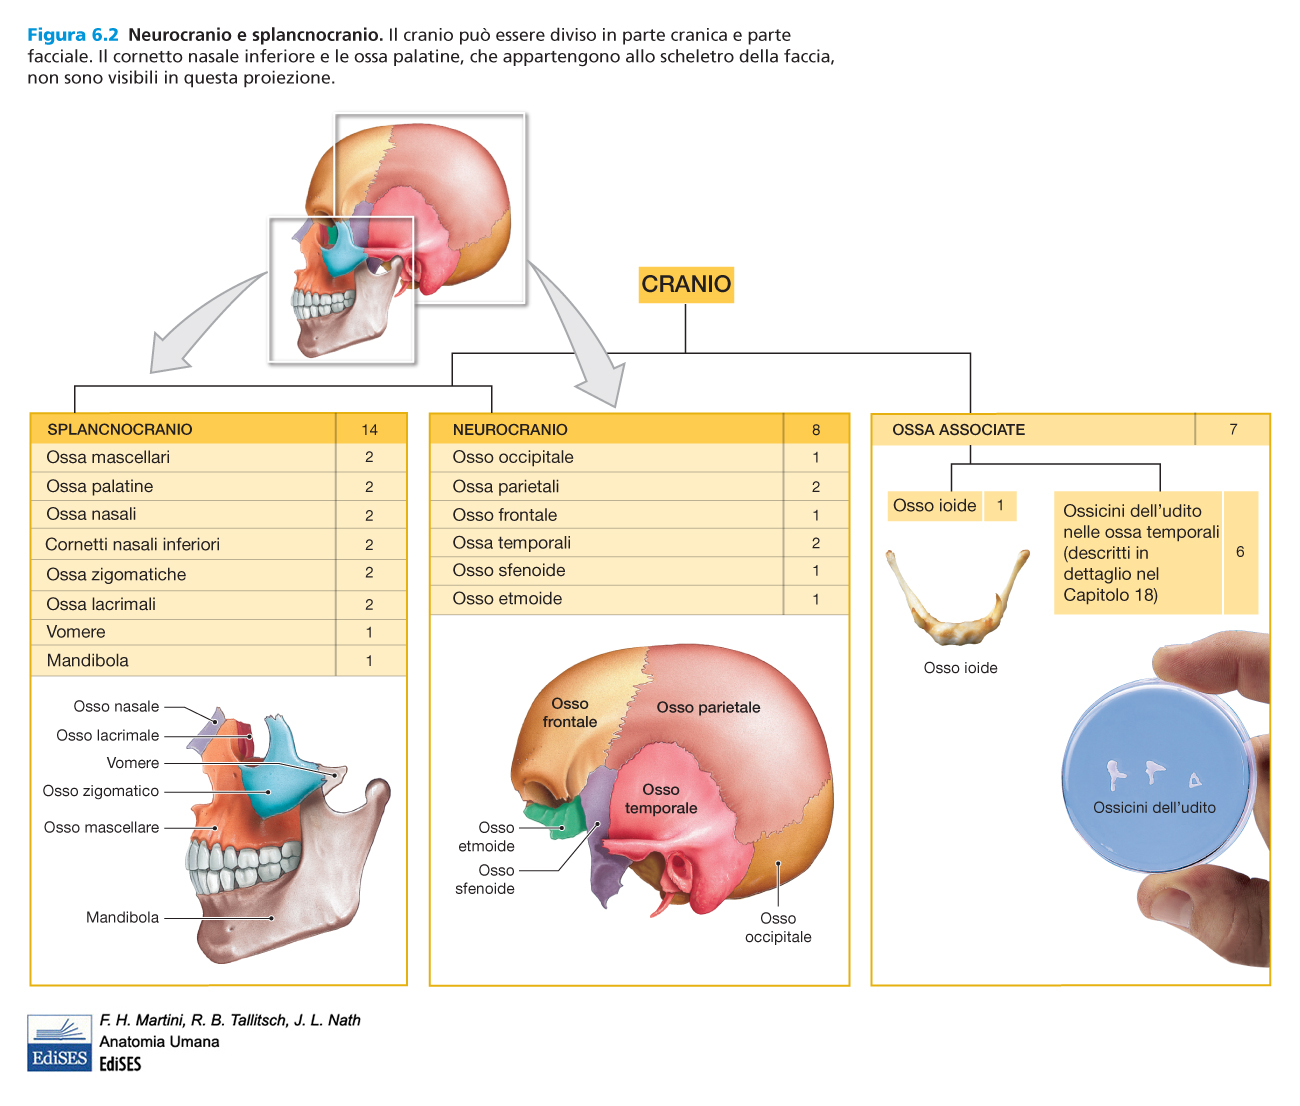 Figura 6.2 Neurocranio e splancnocranio. Il cranio può essere diviso in parte cranica e parte
facciale. Il cornetto nasale inferiore e le ossa palatine, che appartengono allo scheletro della faccia,
non sono visibili in questa proiezione.
CRANIO
SPLANCNOCRANIO 14
Ossa mascellari 2
Ossa palatine 2
Ossa nasali 2
Cornetti nasali inferiori 2
Ossa zigomatiche 2
Ossa lacrimali 2
Vomere 1
Mandibola 1
Osso nasale
Osso lacrimale
Vomere
Osso zigomatico
Osso mascellare
Mandibola
NEUROCRANIO 8
Osso occipitale 1
Ossa parietali 2
Osso frontale 1
Ossa temporali 2
Osso sfenoide 1
Osso etmoide 1
Osso
frontale
Osso parietale
Osso
temporale
Osso
etmoide
Osso
sfenoide
Osso
occipitale
OSSA ASSOCIATE 7
Osso ioide 1
Osso ioide
Ossicini dell'udito
nelle ossa temporali
(descritti in
dettaglio nel
Capitolo 18)
6
Ossicini dell'udito
F. H. Martini, R. B. Tallitsch, J. L. Nath
Anatomia Umana
EdiSES
EdiSES